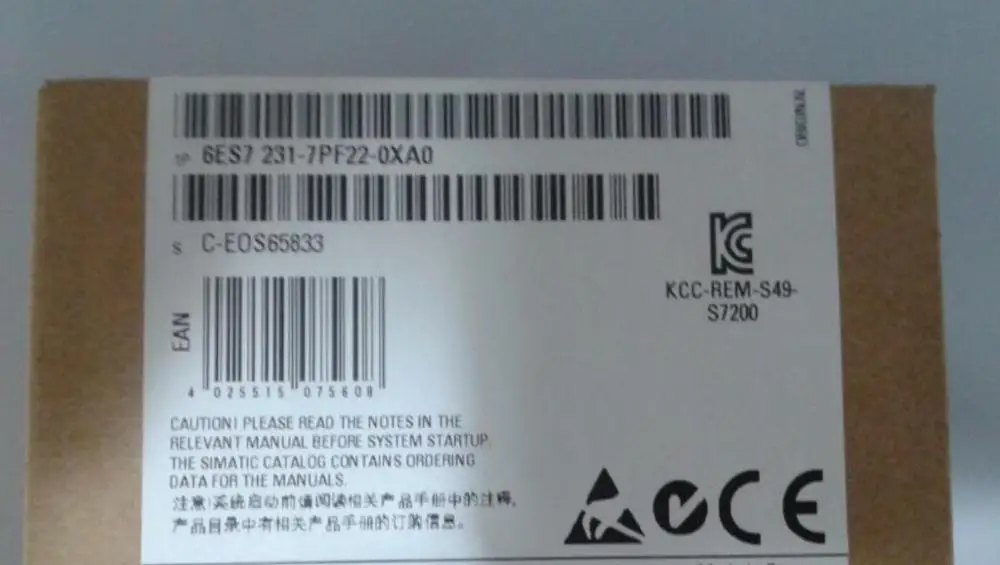 1P 6ES7 231-7PF22-0XA0
S C-EOS65833
EAN
4 025515 075608
KCC-REM-S49-
S7200
CAUTION! PLEASE READ THE NOTES IN THE
RELEVANT MANUAL BEFORE SYSTEM STARTUP.
THE SIMATIC CATALOG CONTAINS ORDERING
DATA FOR THE MANUALS.
注意:系统启动前请阅读相关产品手册中的注释,
产品目录中有相关产品手册的订购信息。